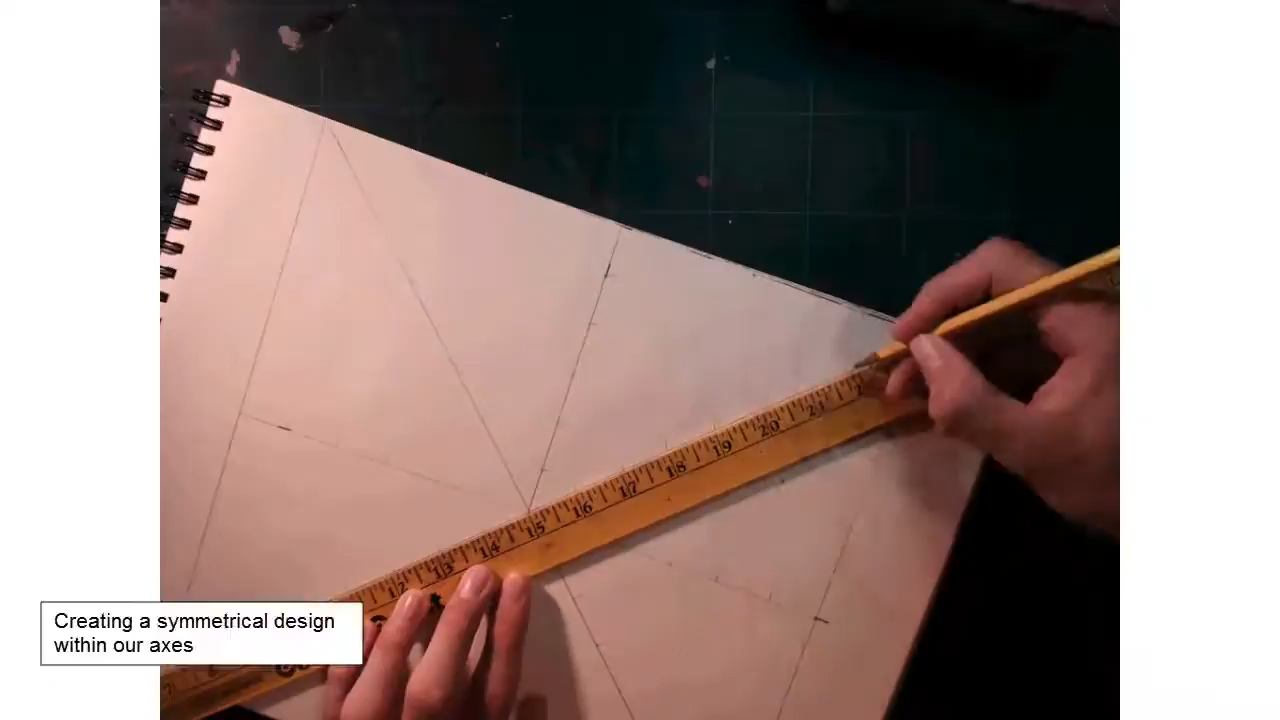 Creating a symmetrical design
within our axes
12 13 14 15 16 17 18 19 20 21